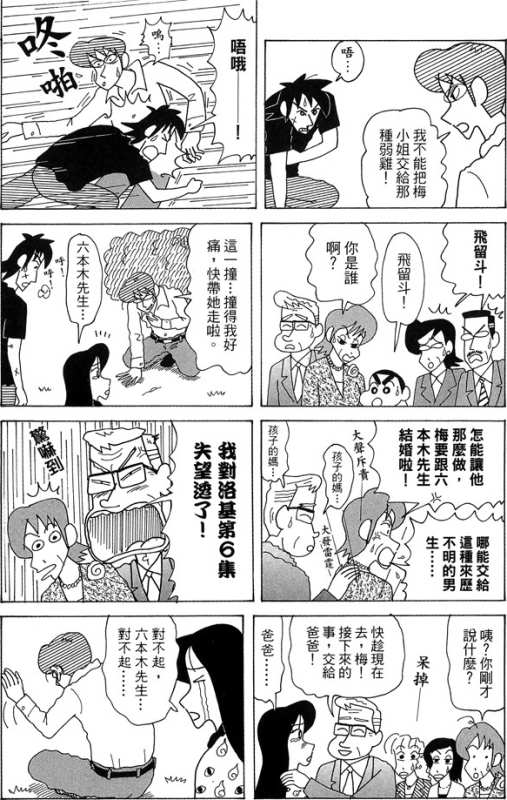 唔…
我不能把梅
小姐交給那
種弱雞！
唔哦
！
嗚…
咚
啪
飛留斗！
飛留斗！
你是誰
啊？
這一撞…撞得我好
痛，快帶她走啦。
六本木先生…
呼
呼
怎能讓他
那麼做，
梅要跟六
本木先生
結婚啦！
哪能交給
這種來歷
不明的男
生……
大聲斥責
孩子的媽…
大發雷霆
孩子的媽…
我對洛基第6集
失望透了！
驚嚇到
咦？你剛才
說什麼？
呆掉
快趁現在
去，梅！
接下來的
事，交給
爸爸！
爸爸……
對不起，
六本木先生…
對不起……